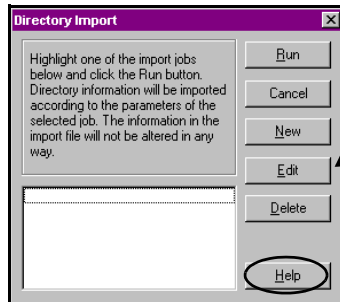 Directory Import
Highlight one of the import jobs
below and click the Run button.
Directory information will be imported
according to the parameters of the
selected job. The information in the
import file will not be altered in any
way.
Run
Cancel
New
Edit
Delete
Help